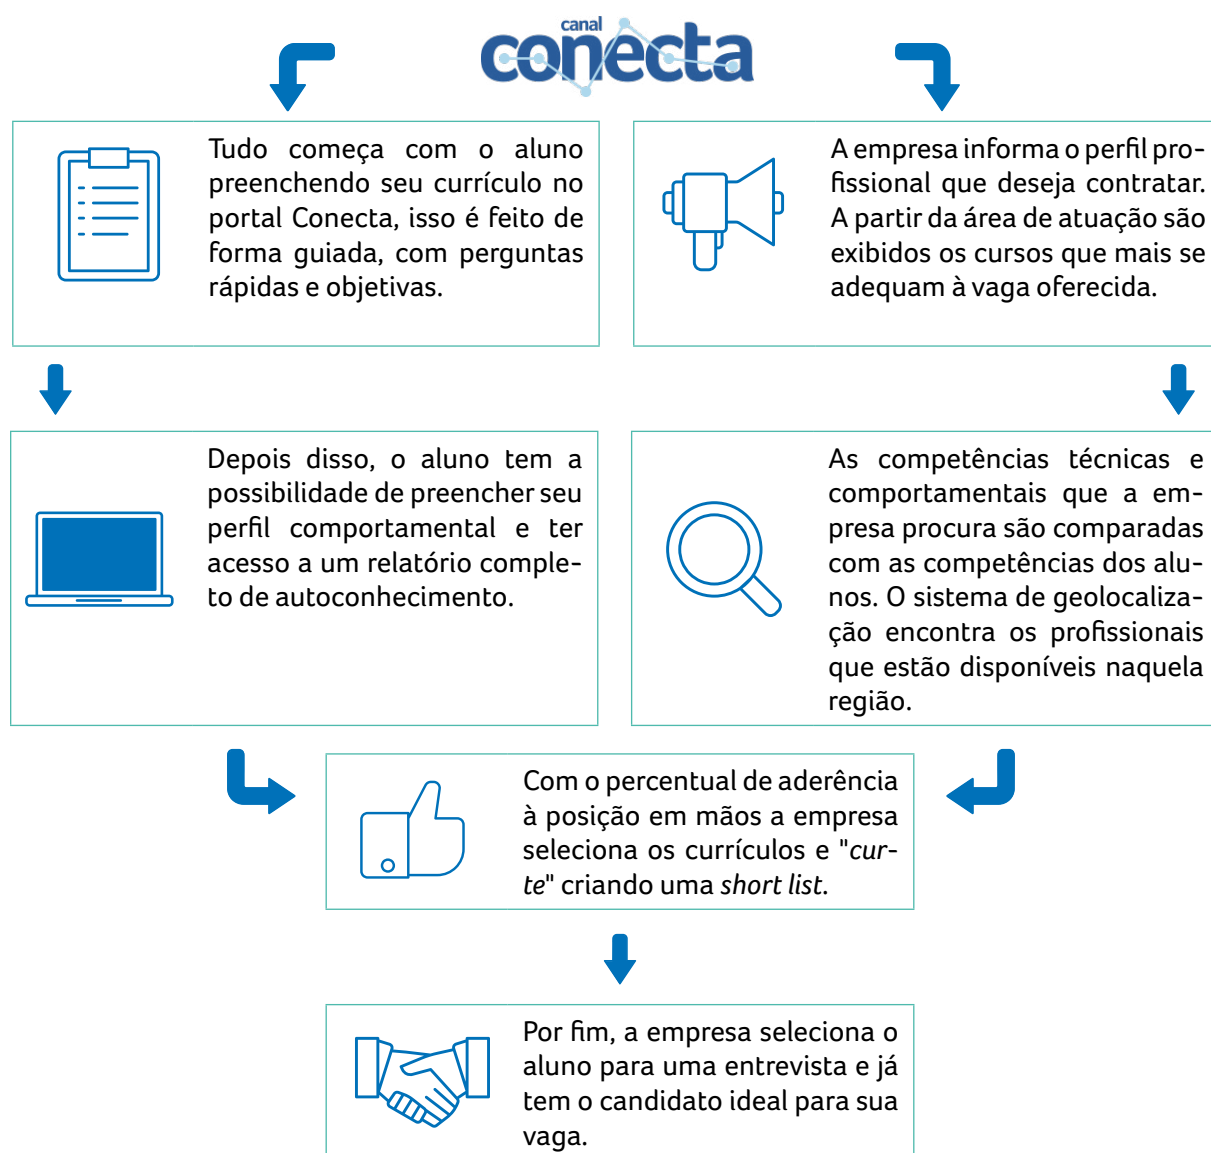 canal
conecta
Tudo começa com o aluno
preenchendo seu currículo no
portal Conecta, isso é feito de
forma guiada, com perguntas
rápidas e objetivas.
A empresa informa o perfil pro-
fissional que deseja contratar.
A partir da área de atuação são
exibidos os cursos que mais se
adequam à vaga oferecida.
Depois disso, o aluno tem a
possibilidade de preencher seu
perfil comportamental e ter
acesso a um relatório comple-
to de autoconhecimento.
As competências técnicas e
comportamentais que a em-
presa procura são comparadas
com as competências dos alu-
nos. O sistema de geolocaliza-
ção encontra os profissionais
que estão disponíveis naquela
região.
Com o percentual de aderência
à posição em mãos a empresa
seleciona os currículos e "cur-
te" criando uma short list.
Por fim, a empresa seleciona o
aluno para uma entrevista e já
tem o candidato ideal para sua
vaga.